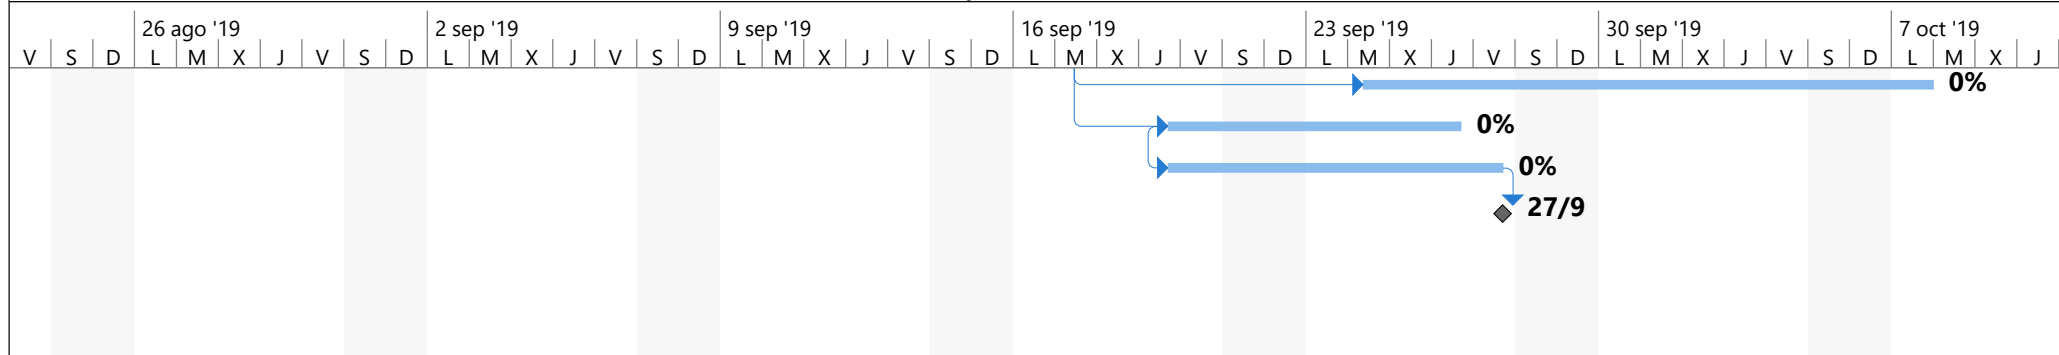 26 ago '19 2 sep '19 9 sep '19 16 sep '19 23 sep '19 30 sep '19 7 oct '19
V S D L M X J V S D L M X J V S D L M X J V S D L M X J V S D L M X J V S D L M X J V S D L M X J
0%
0%
0%
27/9